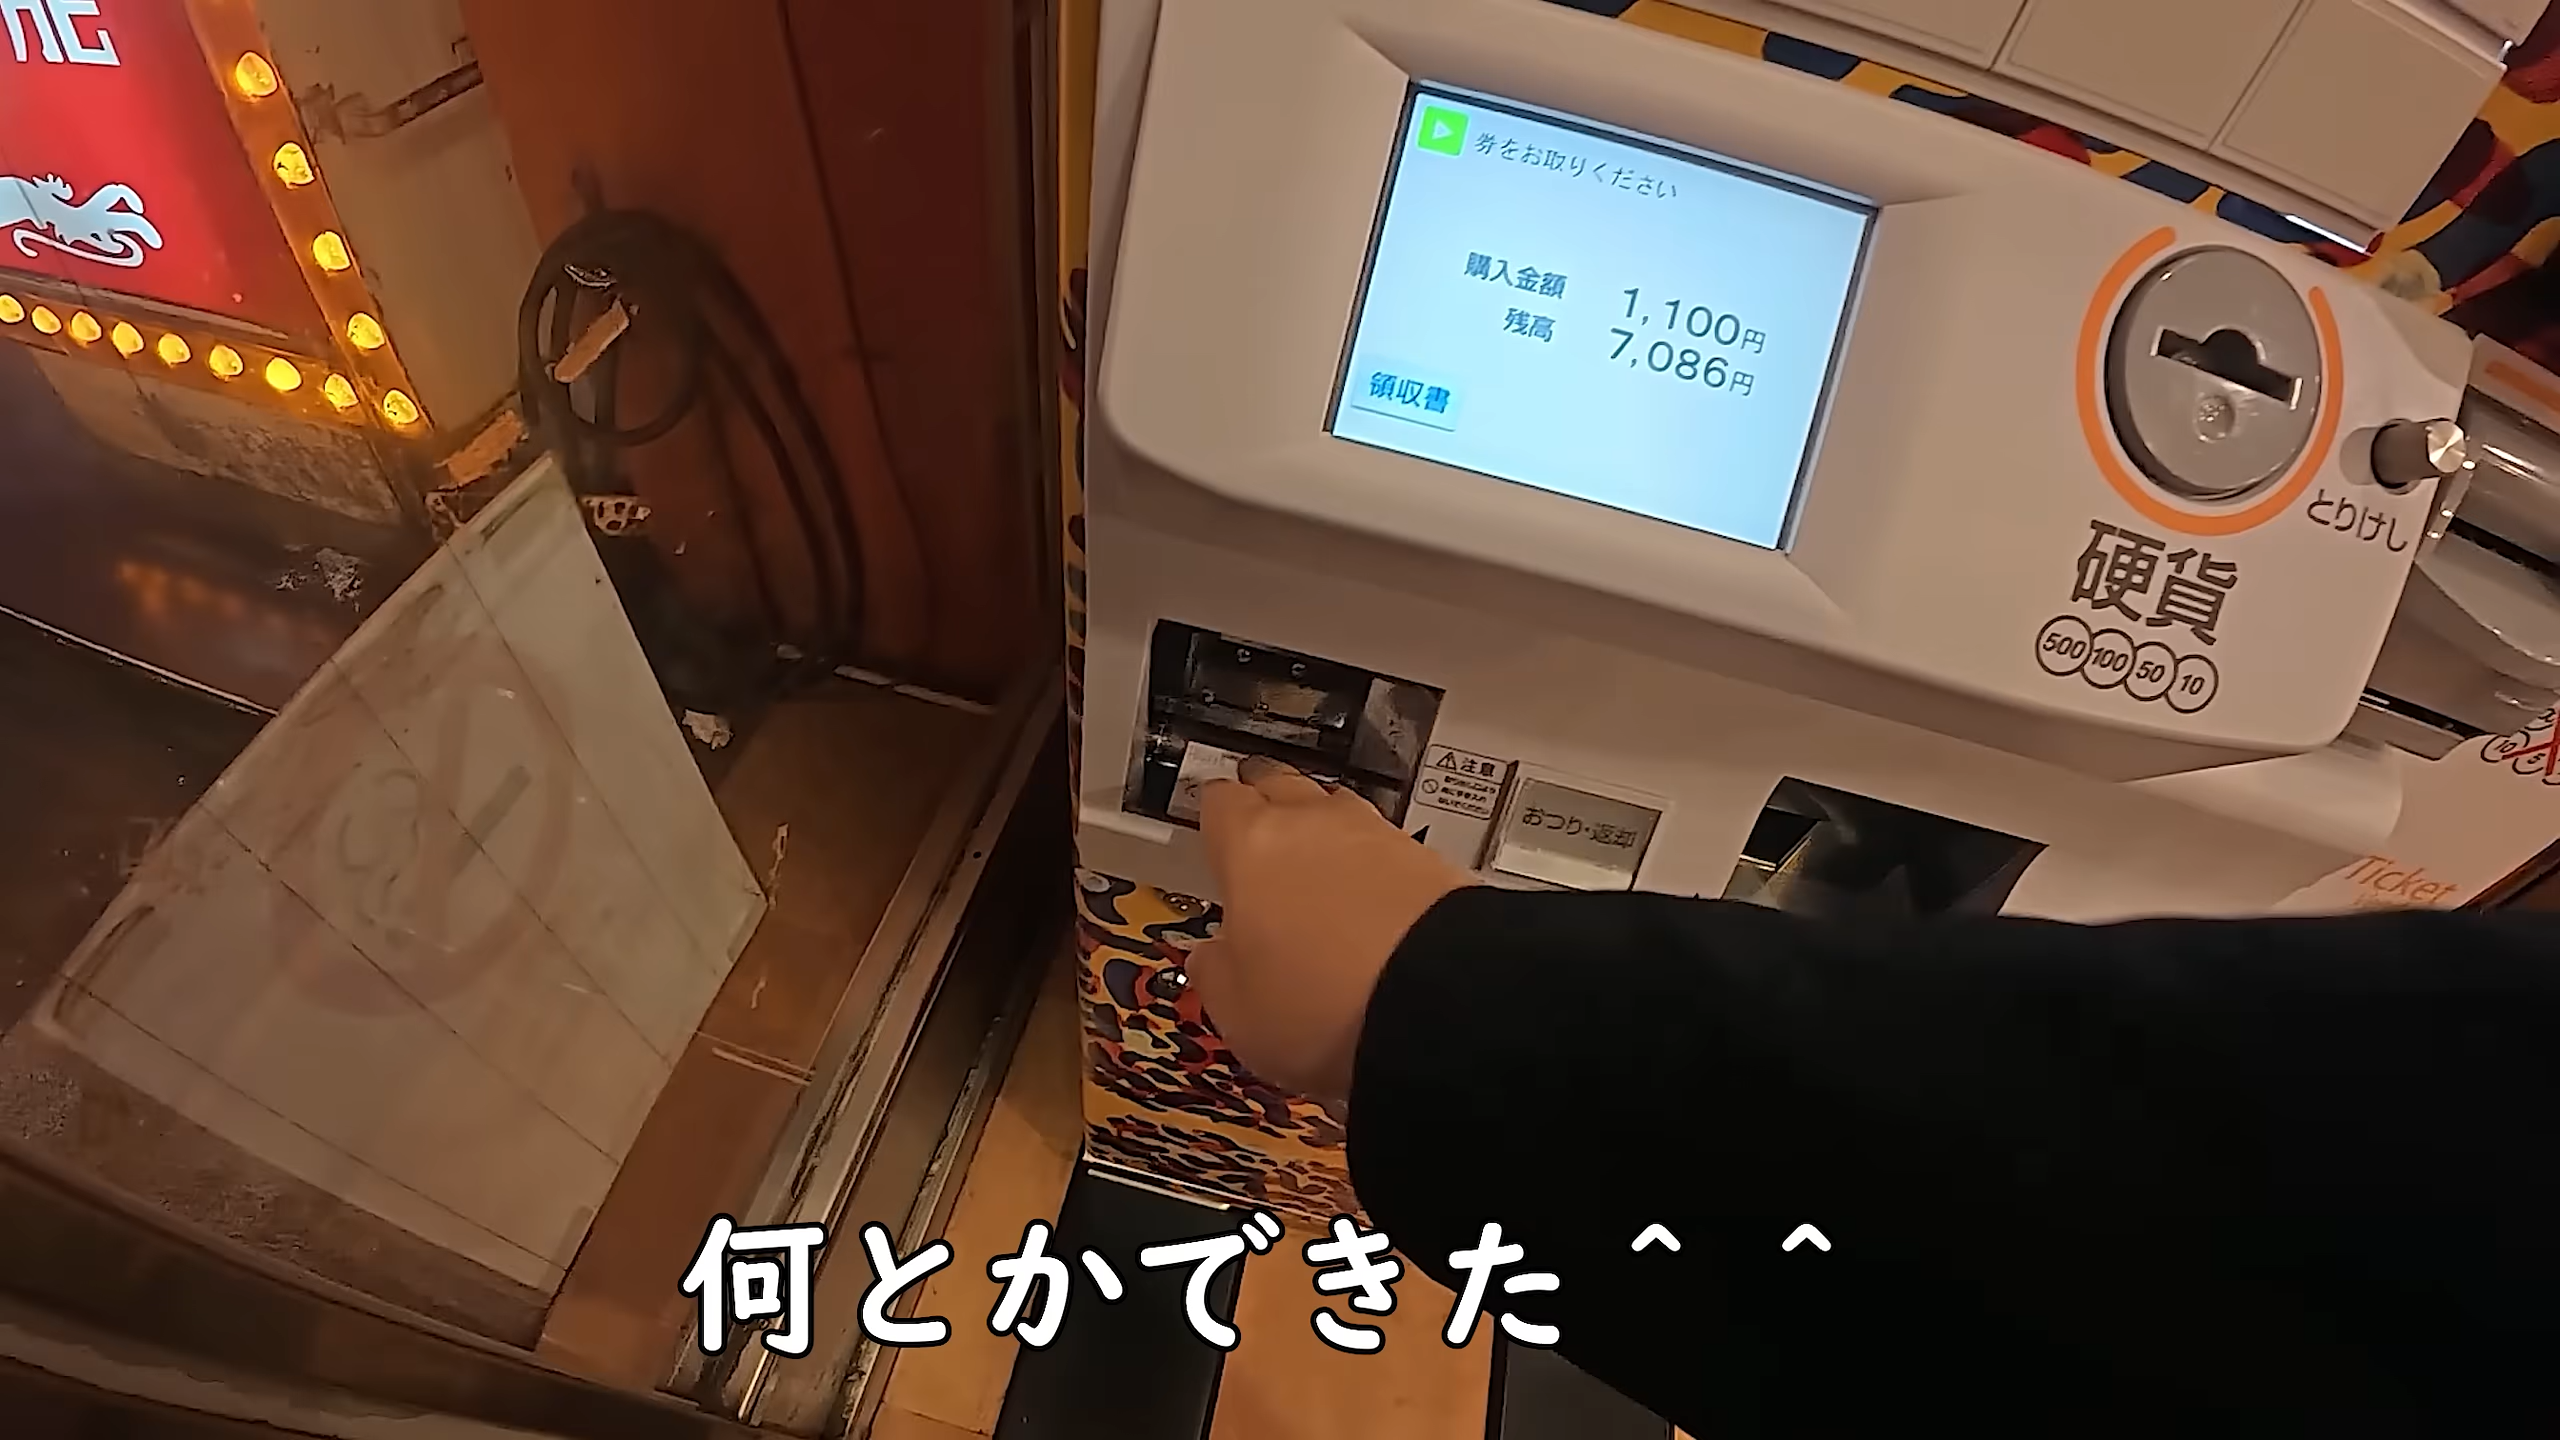 券をお取りください
購入金額 1,100円
残高 7,086円
領収書
とりけし
硬貨
500 100 50 10
注意
おつり・返却
Ticket
何とかできた＾ ＾